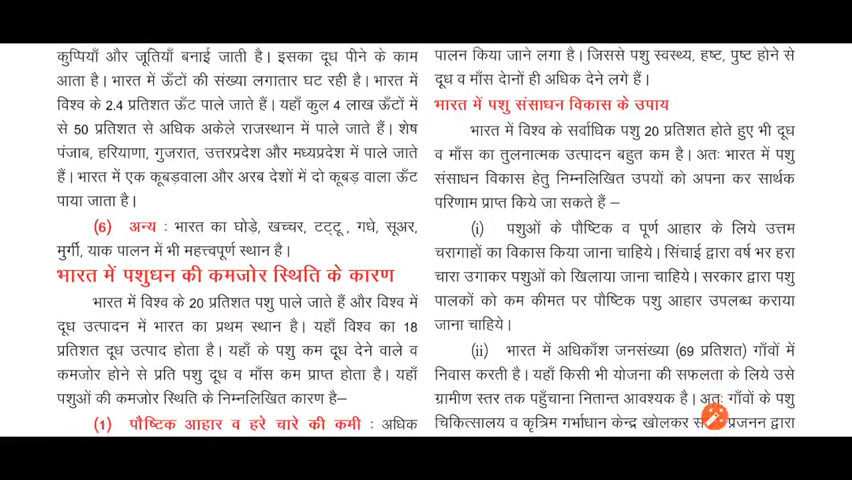 कुप्पियाँ और जूतियाँ बनाई जाती है। इसका दूध पीने के काम
आता है। भारत में ऊँटों की संख्या लगातार घट रही है। भारत में
विश्व के 2.4 प्रतिशत ऊँट पाले जाते हैं। यहाँ कुल 4 लाख ऊँटों में
से 50 प्रतिशत से अधिक अकेले राजस्थान में पाले जाते हैं। शेष
पंजाब, हरियाणा, गुजरात, उत्तरप्रदेश और मध्यप्रदेश में पाले जाते
हैं। भारत में एक कूबड़वाला और अरब देशों में दो कूबड़ वाला ऊँट
पाया जाता है।
(6) अन्य : भारत का घोड़े, खच्चर, टट्टू, गधे, सूअर,
मुर्गी, याक पालन में भी महत्त्वपूर्ण स्थान है।
भारत में पशुधन की कमजोर स्थिति के कारण
भारत में विश्व के 20 प्रतिशत पशु पाले जाते हैं और विश्व में
दूध उत्पादन में भारत का प्रथम स्थान है। यहाँ विश्व का 18
प्रतिशत दूध उत्पाद होता है। यहाँ के पशु कम दूध देने वाले व
कमजोर होने से प्रति पशु दूध व माँस कम प्राप्त होता है। यहाँ
पशुओं की कमजोर स्थिति के निम्नलिखित कारण है–
(1) पौष्टिक आहार व हरे चारे की कमी : अधिक
पालन किया जाने लगा है। जिससे पशु स्वस्थ्य, हष्ट, पुष्ट होने से
दूध व माँस दोनों ही अधिक देने लगे हैं।
भारत में पशु संसाधन विकास के उपाय
भारत में विश्व के सर्वाधिक पशु 20 प्रतिशत होते हुए भी दूध
व माँस का तुलनात्मक उत्पादन बहुत कम है। अतः भारत में पशु
संसाधन विकास हेतु निम्नलिखित उपयों को अपना कर सार्थक
परिणाम प्राप्त किये जा सकते हैं –
(i) पशुओं के पौष्टिक व पूर्ण आहार के लिये उत्तम
चरागाहों का विकास किया जाना चाहिये। सिंचाई द्वारा वर्ष भर हरा
चारा उगाकर पशुओं को खिलाया जाना चाहिये। सरकार द्वारा पशु
पालकों को कम कीमत पर पौष्टिक पशु आहार उपलब्ध कराया
जाना चाहिये।
(ii) भारत में अधिकाँश जनसंख्या (69 प्रतिशत) गाँवों में
निवास करती है। यहाँ किसी भी योजना की सफलता के लिये उसे
ग्रामीण स्तर तक पहुँचाना नितान्त आवश्यक है। अतः गाँवों के पशु
चिकित्सालय व कृत्रिम गर्भाधान केन्द्र खोलकर प्रजनन द्वारा